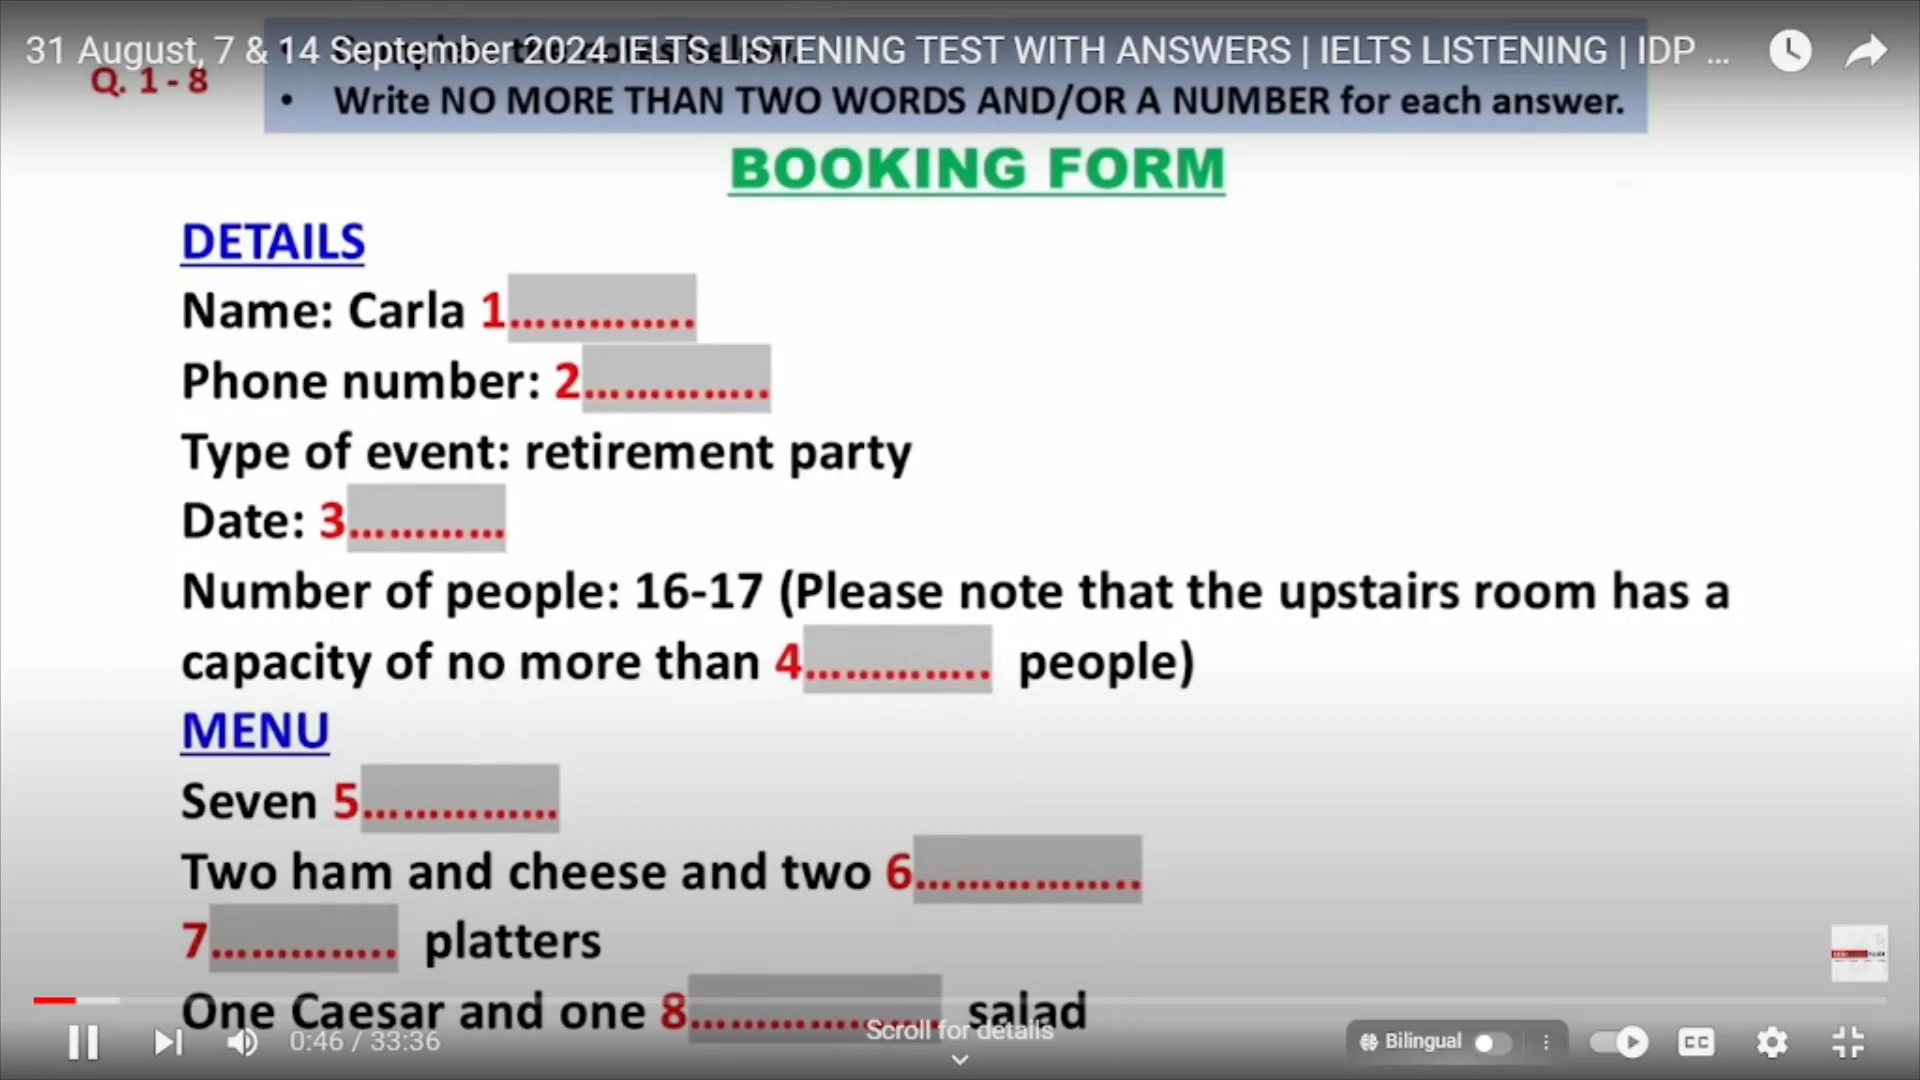 31 August, 7 & 14 September 2024 IELTS LISTENING TEST WITH ANSWERS | IELTS LISTENING | IDP ...
Q. 1 - 8
• Write NO MORE THAN TWO WORDS AND/OR A NUMBER for each answer.
BOOKING FORM
DETAILS
Name: Carla 1..............
Phone number: 2..............
Type of event: retirement party
Date: 3............
Number of people: 16-17 (Please note that the upstairs room has a
capacity of no more than 4.............. people)
MENU
Seven 5...............
Two ham and cheese and two 6.................
7.............. platters
One Caesar and one 8................... salad
Scroll for details
0:46 / 33:36
Bilingual
CC